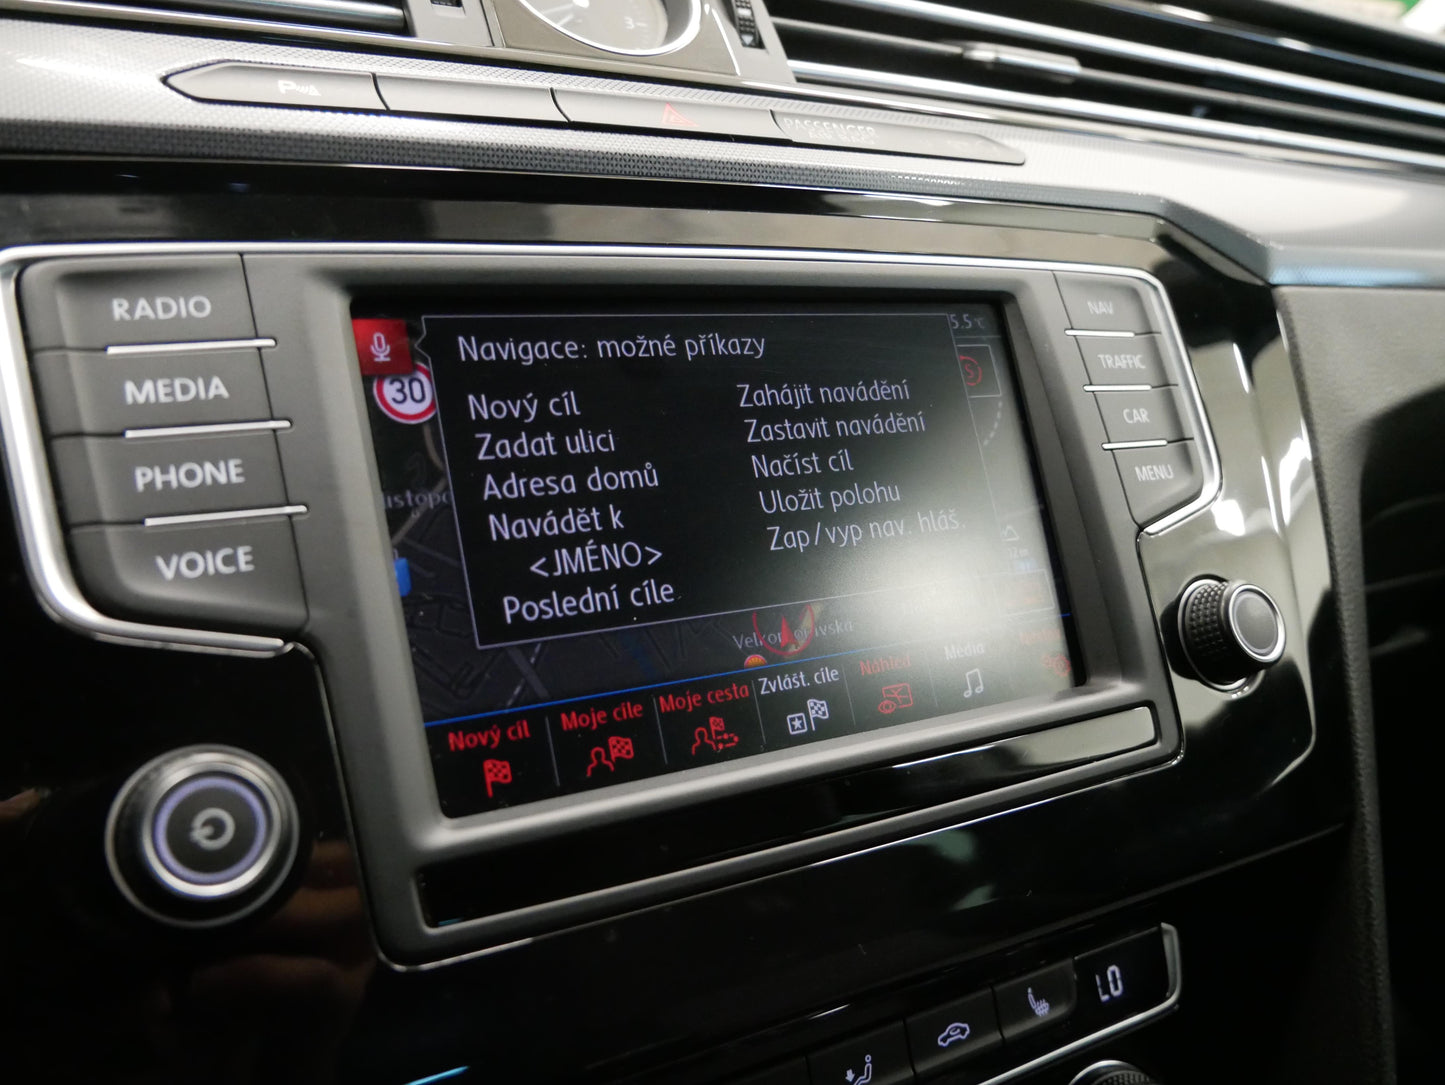 PASSENGER
RADIO
MEDIA
PHONE
VOICE
NAV
TRAFFIC
CAR
MENU
30
5.5°C
S
Navigace: možné příkazy
Nový cíl
Zadat ulici
Adresa domů
Navádět k
<JMÉNO>
Poslední cíle
Zahájit navádění
Zastavit navádění
Načíst cíl
Uložit polohu
Zap/vyp nav. hláš.
Nový cíl
Moje cíle
Moje cesta
Zvlášt. cíle
Náhled
Média
LO